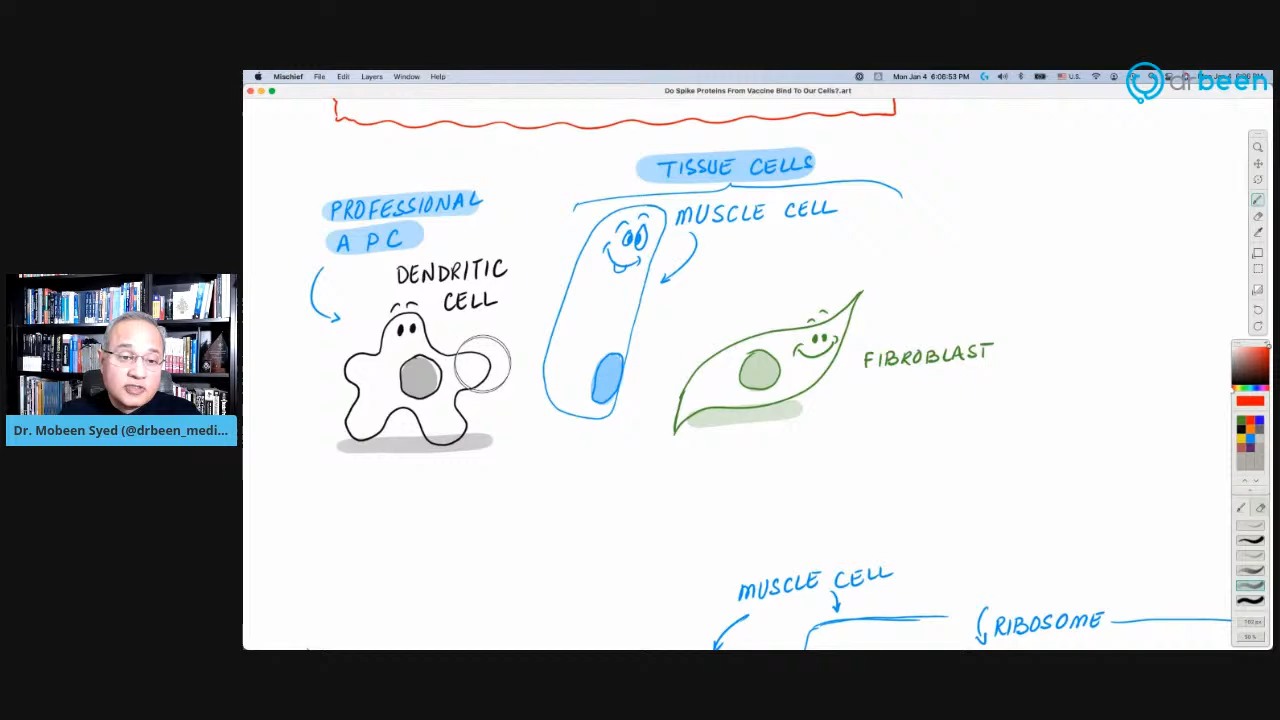 Mischief File Edit Layers Window Help
U.S.
Mon Jan 4 6:06:53 PM
drbeen
Do Spike Proteins From Vaccine Bind To Our Cells?.art
TISSUE CELLS
PROFESSIONAL
APC
MUSCLE CELL
DENDRITIC
CELL
FIBROBLAST
Dr. Mobeen Syed (@drbeen_medi...
MUSCLE CELL
RIBOSOME